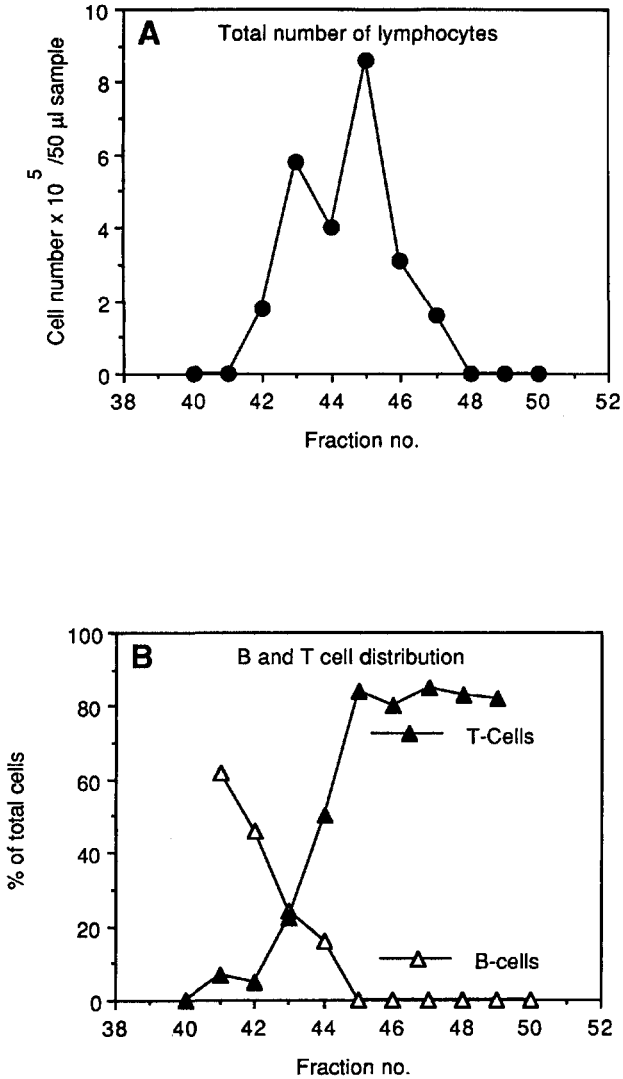 A
Total number of lymphocytes
Cell number x 10 5 /50 µl sample
10
8
6
4
2
0
38 40 42 44 46 48 50 52
Fraction no.
B
B and T cell distribution
% of total cells
100
80
60
40
20
0
T-Cells
B-cells
38 40 42 44 46 48 50 52
Fraction no.